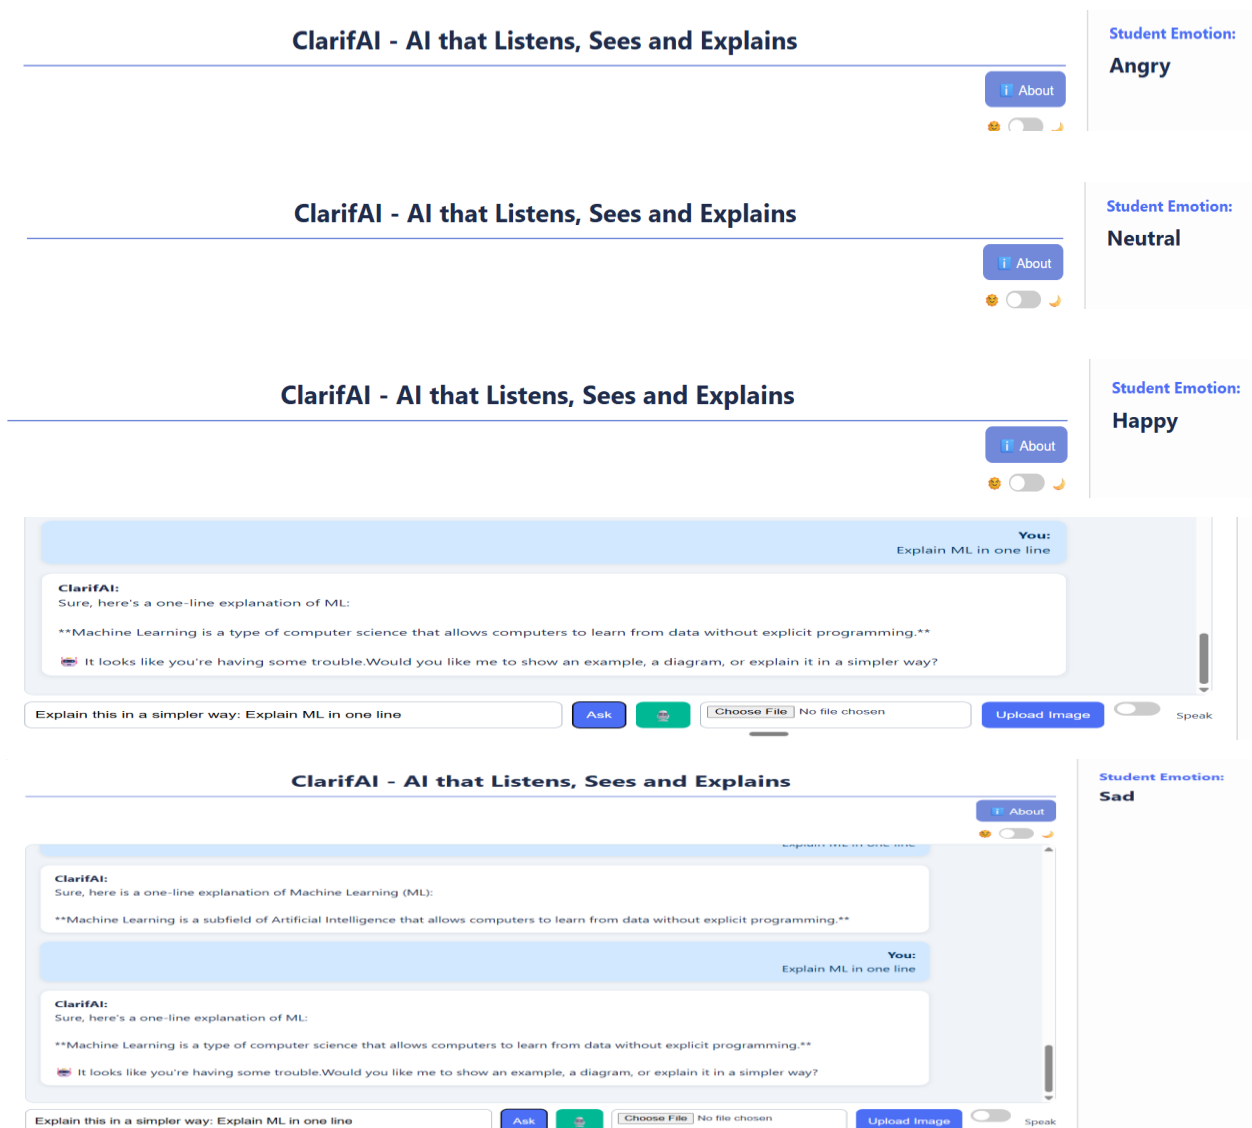 ClarifAI - AI that Listens, Sees and Explains
Student Emotion:
Angry
About
ClarifAI - AI that Listens, Sees and Explains
Student Emotion:
Neutral
About
ClarifAI - AI that Listens, Sees and Explains
Student Emotion:
Happy
About
You:
Explain ML in one line
ClarifAI:
Sure, here's a one-line explanation of ML:
**Machine Learning is a type of computer science that allows computers to learn from data without explicit programming.**
It looks like you're having some trouble.Would you like me to show an example, a diagram, or explain it in a simpler way?
Explain this in a simpler way: Explain ML in one line
Ask
Choose File No file chosen
Upload Image
Speak
ClarifAI - AI that Listens, Sees and Explains
Student Emotion:
Sad
About
Explain ML in one line
ClarifAI:
Sure, here is a one-line explanation of Machine Learning (ML):
**Machine Learning is a subfield of Artificial Intelligence that allows computers to learn from data without explicit programming.**
You:
Explain ML in one line
ClarifAI:
Sure, here's a one-line explanation of ML:
**Machine Learning is a type of computer science that allows computers to learn from data without explicit programming.**
It looks like you're having some trouble.Would you like me to show an example, a diagram, or explain it in a simpler way?
Explain this in a simpler way: Explain ML in one line
Ask
Choose File No file chosen
Upload Image
Speak